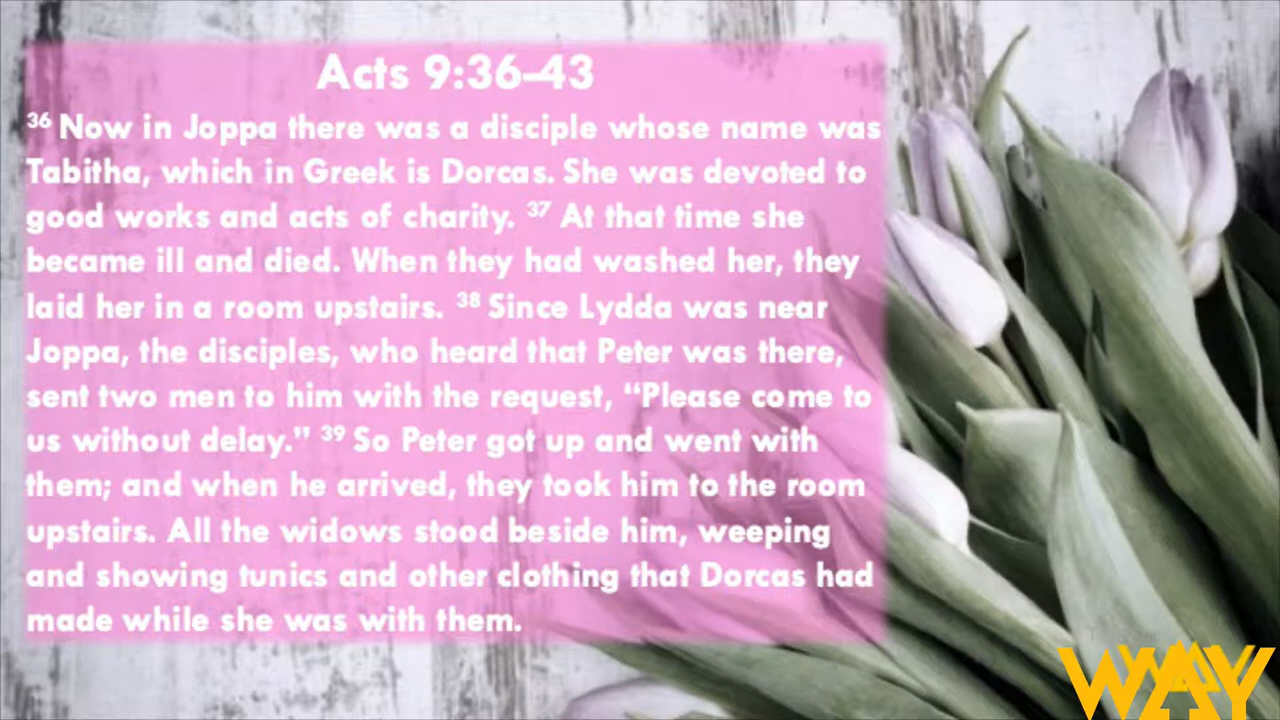 Acts 9:36–43
36 Now in Joppa there was a disciple whose name was
Tabitha, which in Greek is Dorcas. She was devoted to
good works and acts of charity. 37 At that time she
became ill and died. When they had washed her, they
laid her in a room upstairs. 38 Since Lydda was near
Joppa, the disciples, who heard that Peter was there,
sent two men to him with the request, “Please come to
us without delay.” 39 So Peter got up and went with
them; and when he arrived, they took him to the room
upstairs. All the widows stood beside him, weeping
and showing tunics and other clothing that Dorcas had
made while she was with them.
WAY